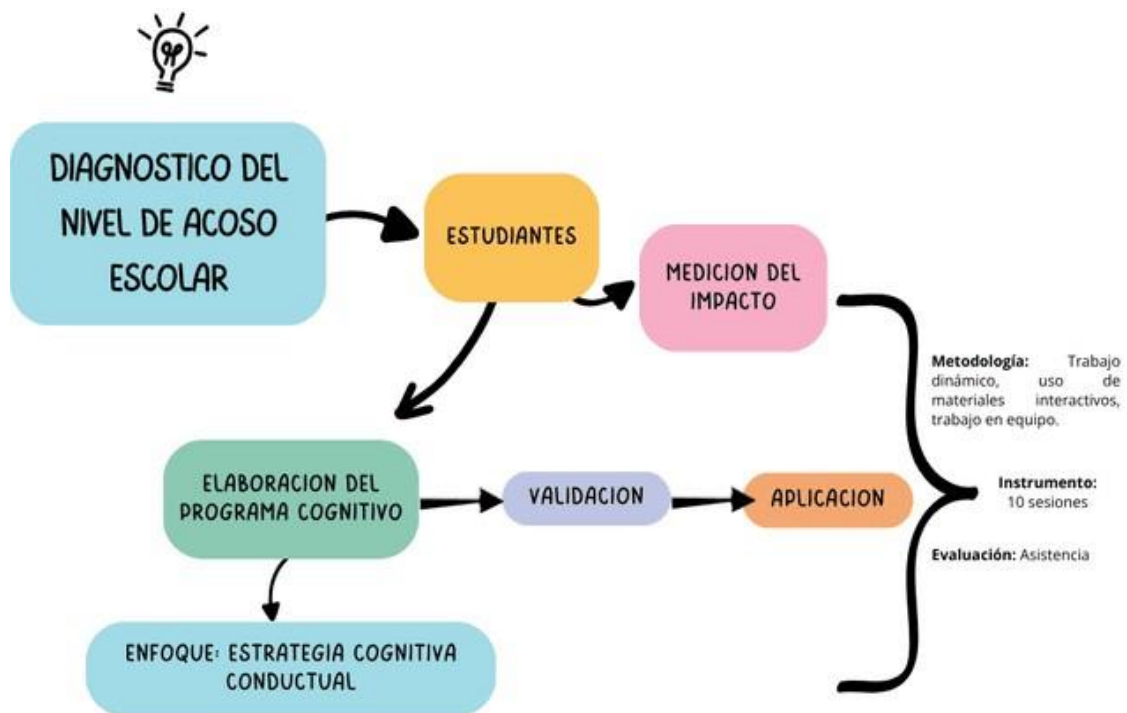 DIAGNOSTICO DEL
NIVEL DE ACOSO
ESCOLAR
ESTUDIANTES
MEDICION DEL
IMPACTO
ELABORACION DEL
PROGRAMA COGNITIVO
VALIDACION
APLICACION
ENFOQUE: ESTRATEGIA COGNITIVA
CONDUCTUAL
Metodología: Trabajo
dinámico, uso de
materiales interactivos,
trabajo en equipo.
Instrumento:
10 sesiones
Evaluación: Asistencia